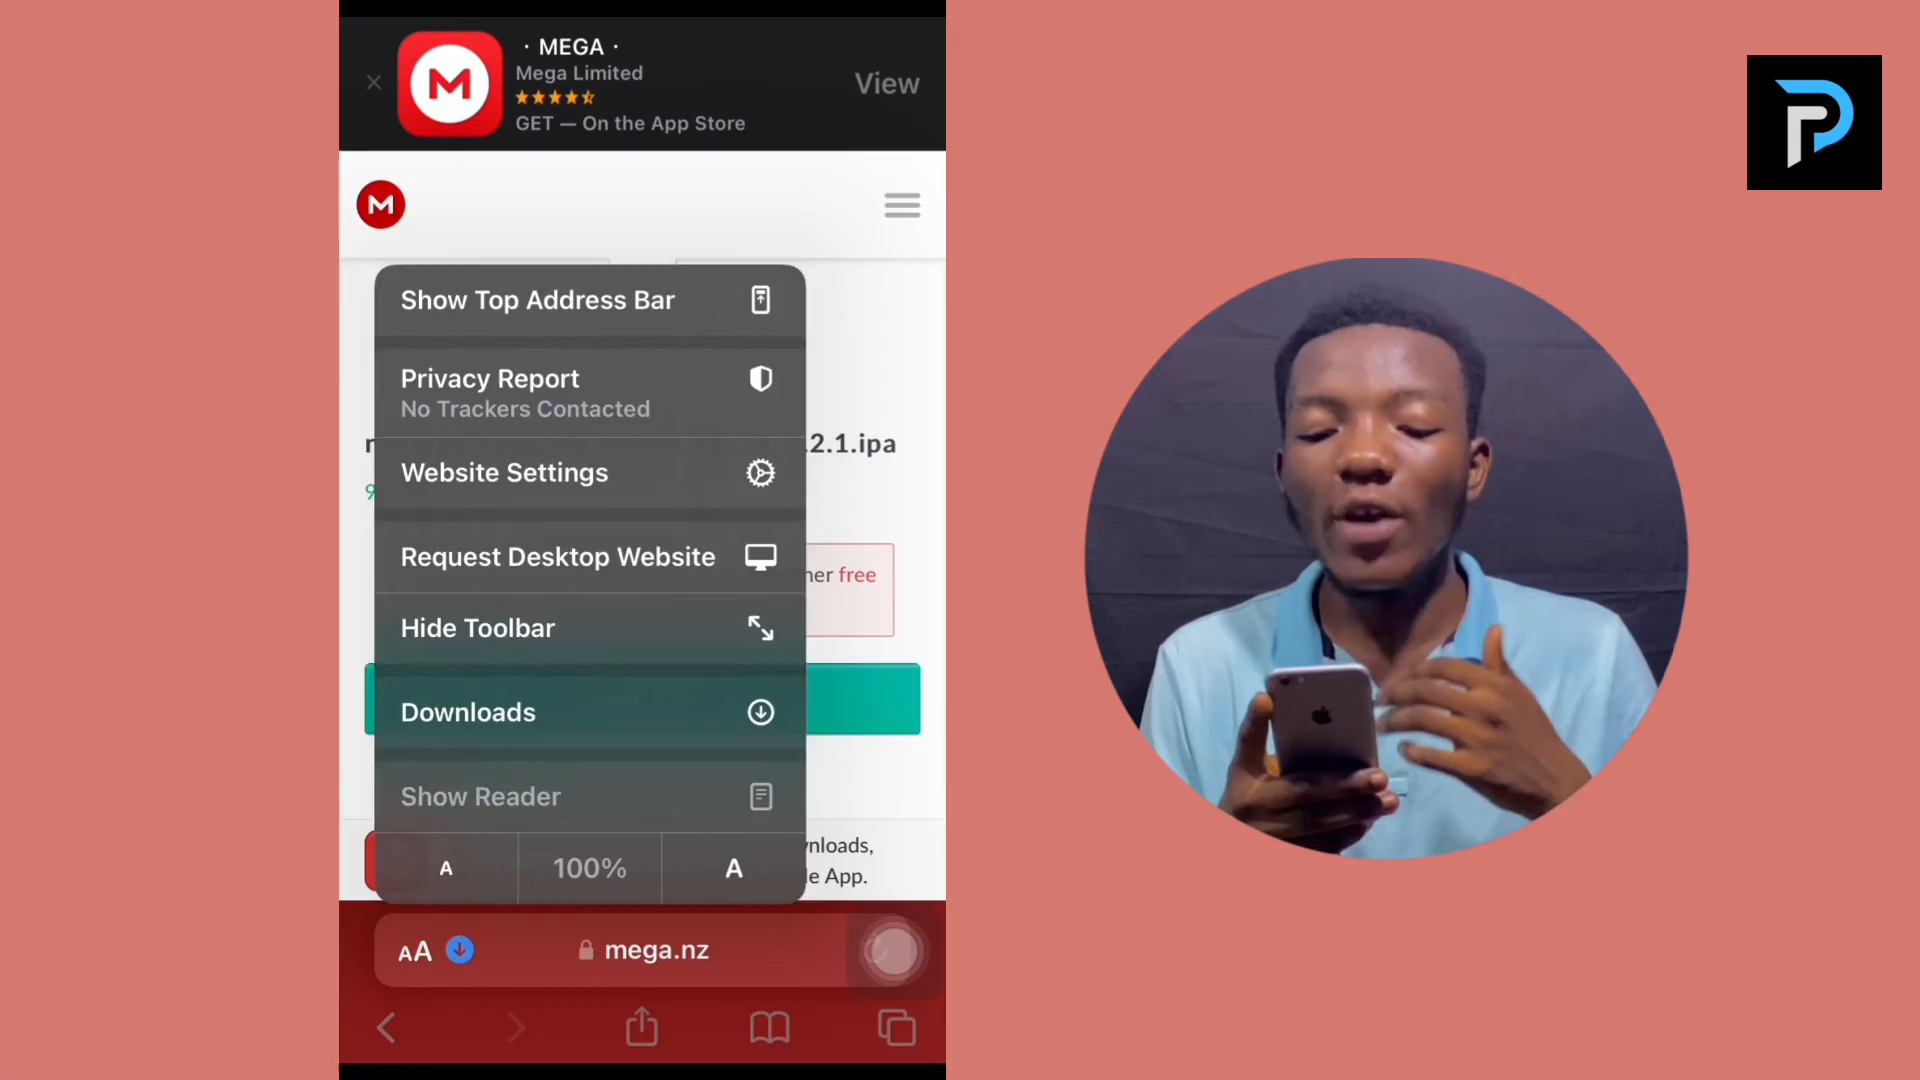 · MEGA ·
Mega Limited
GET — On the App Store
View
Show Top Address Bar
Privacy Report
No Trackers Contacted
.2.1.ipa
Website Settings
Request Desktop Website
free
Hide Toolbar
Downloads
Show Reader
A 100% A
App.
AA mega.nz